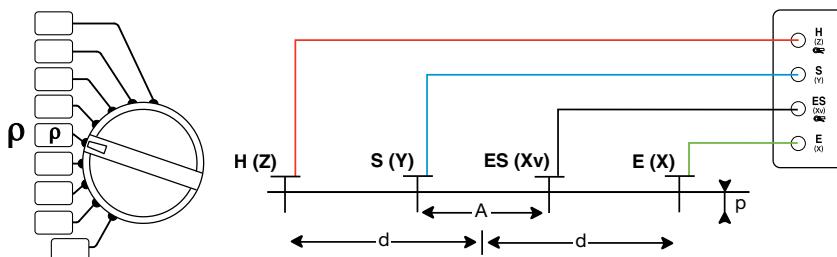 ρ
ρ
H (Z)
S (Y)
ES (Xv)
E (X)
A
d
d
p
H
(Z)
S
(Y)
ES
(Xv)
E
(X)